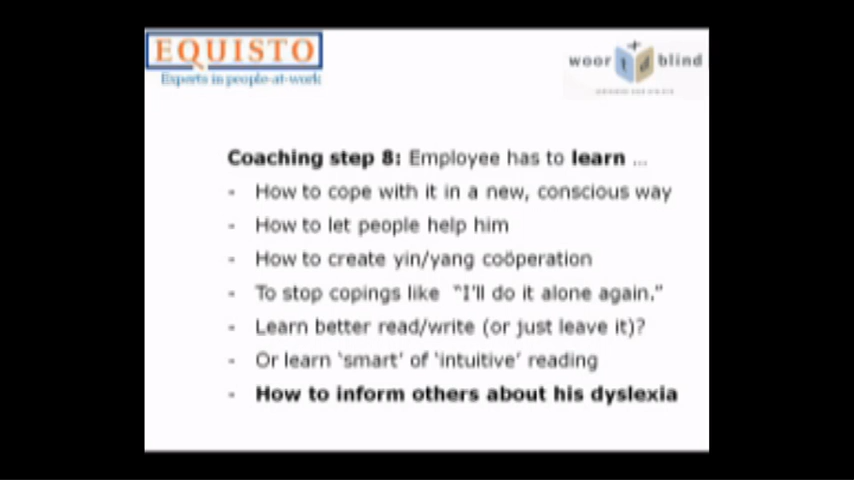 EQUISTO
Experts in people-at-work
woor t d blind
Coaching step 8: Employee has to learn ...
- How to cope with it in a new, conscious way
- How to let people help him
- How to create yin/yang coöperation
- To stop copings like “I'll do it alone again.”
- Learn better read/write (or just leave it)?
- Or learn ‘smart’ of ‘intuitive’ reading
- How to inform others about his dyslexia